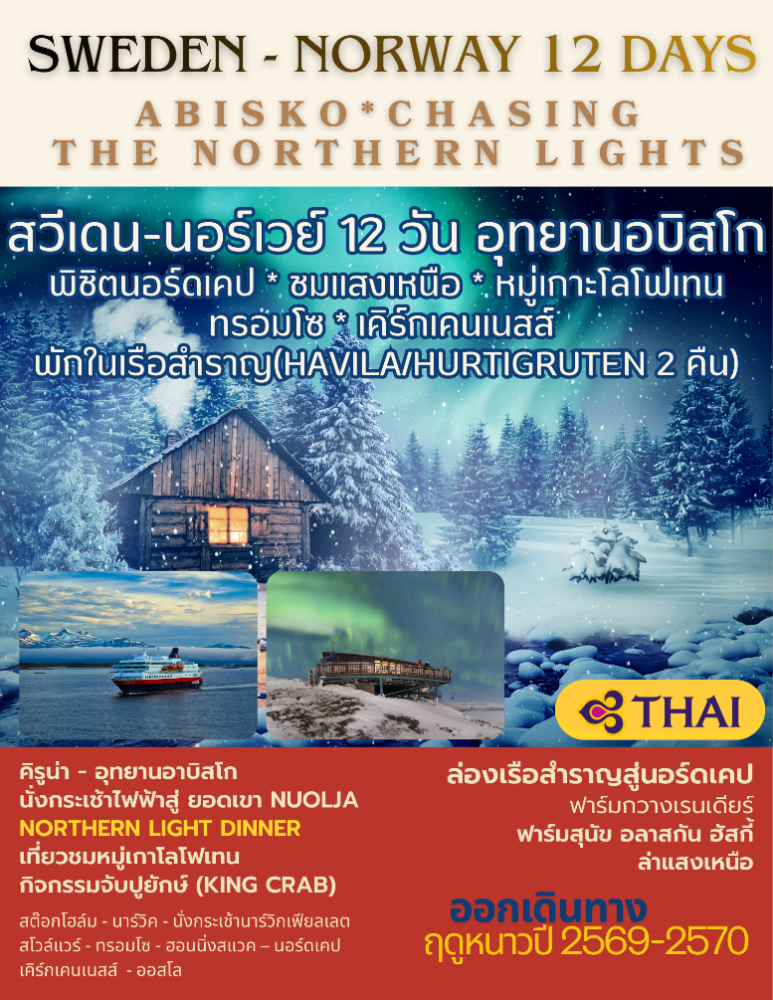 SWEDEN - NORWAY 12 DAYS
ABISKO*CHASING
THE NORTHERN LIGHTS
สวีเดน-นอร์เวย์ 12 วัน อุทยานอบิสโก
พิชิตนอร์ดเคป * ชมแสงเหนือ * หมู่เกาะโลโฟเทน
ทรอมโซ * เคิร์กเคนเนสส์
พักในเรือสำราญ(HAVILA/HURTIGRUTEN 2 คืน)
THAI
คิรูน่า - อุทยานอาบิสโก
นั่งกระเช้าไฟฟ้าสู่ ยอดเขา NUOLJA
NORTHERN LIGHT DINNER
เที่ยวชมหมู่เกาโลโฟเทน
กิจกรรมจับปูยักษ์ (KING CRAB)
สต๊อกโฮล์ม - นาร์วิค - นั่งกระเช้านาร์วิกเฟียลเลต
สโวล์แวร์ - ทรอมโซ - ฮอนนิ่งสแวค – นอร์ดเคป
เคิร์กเคนเนสส์ - ออสโล
ล่องเรือสำราญสู่นอร์ดเคป
ฟาร์มกวางเรนเดียร์
ฟาร์มสุนัข อลาสกัน ฮัสกี้
ล่าแสงเหนือ
ออกเดินทาง
ฤดูหนาวปี 2569-2570